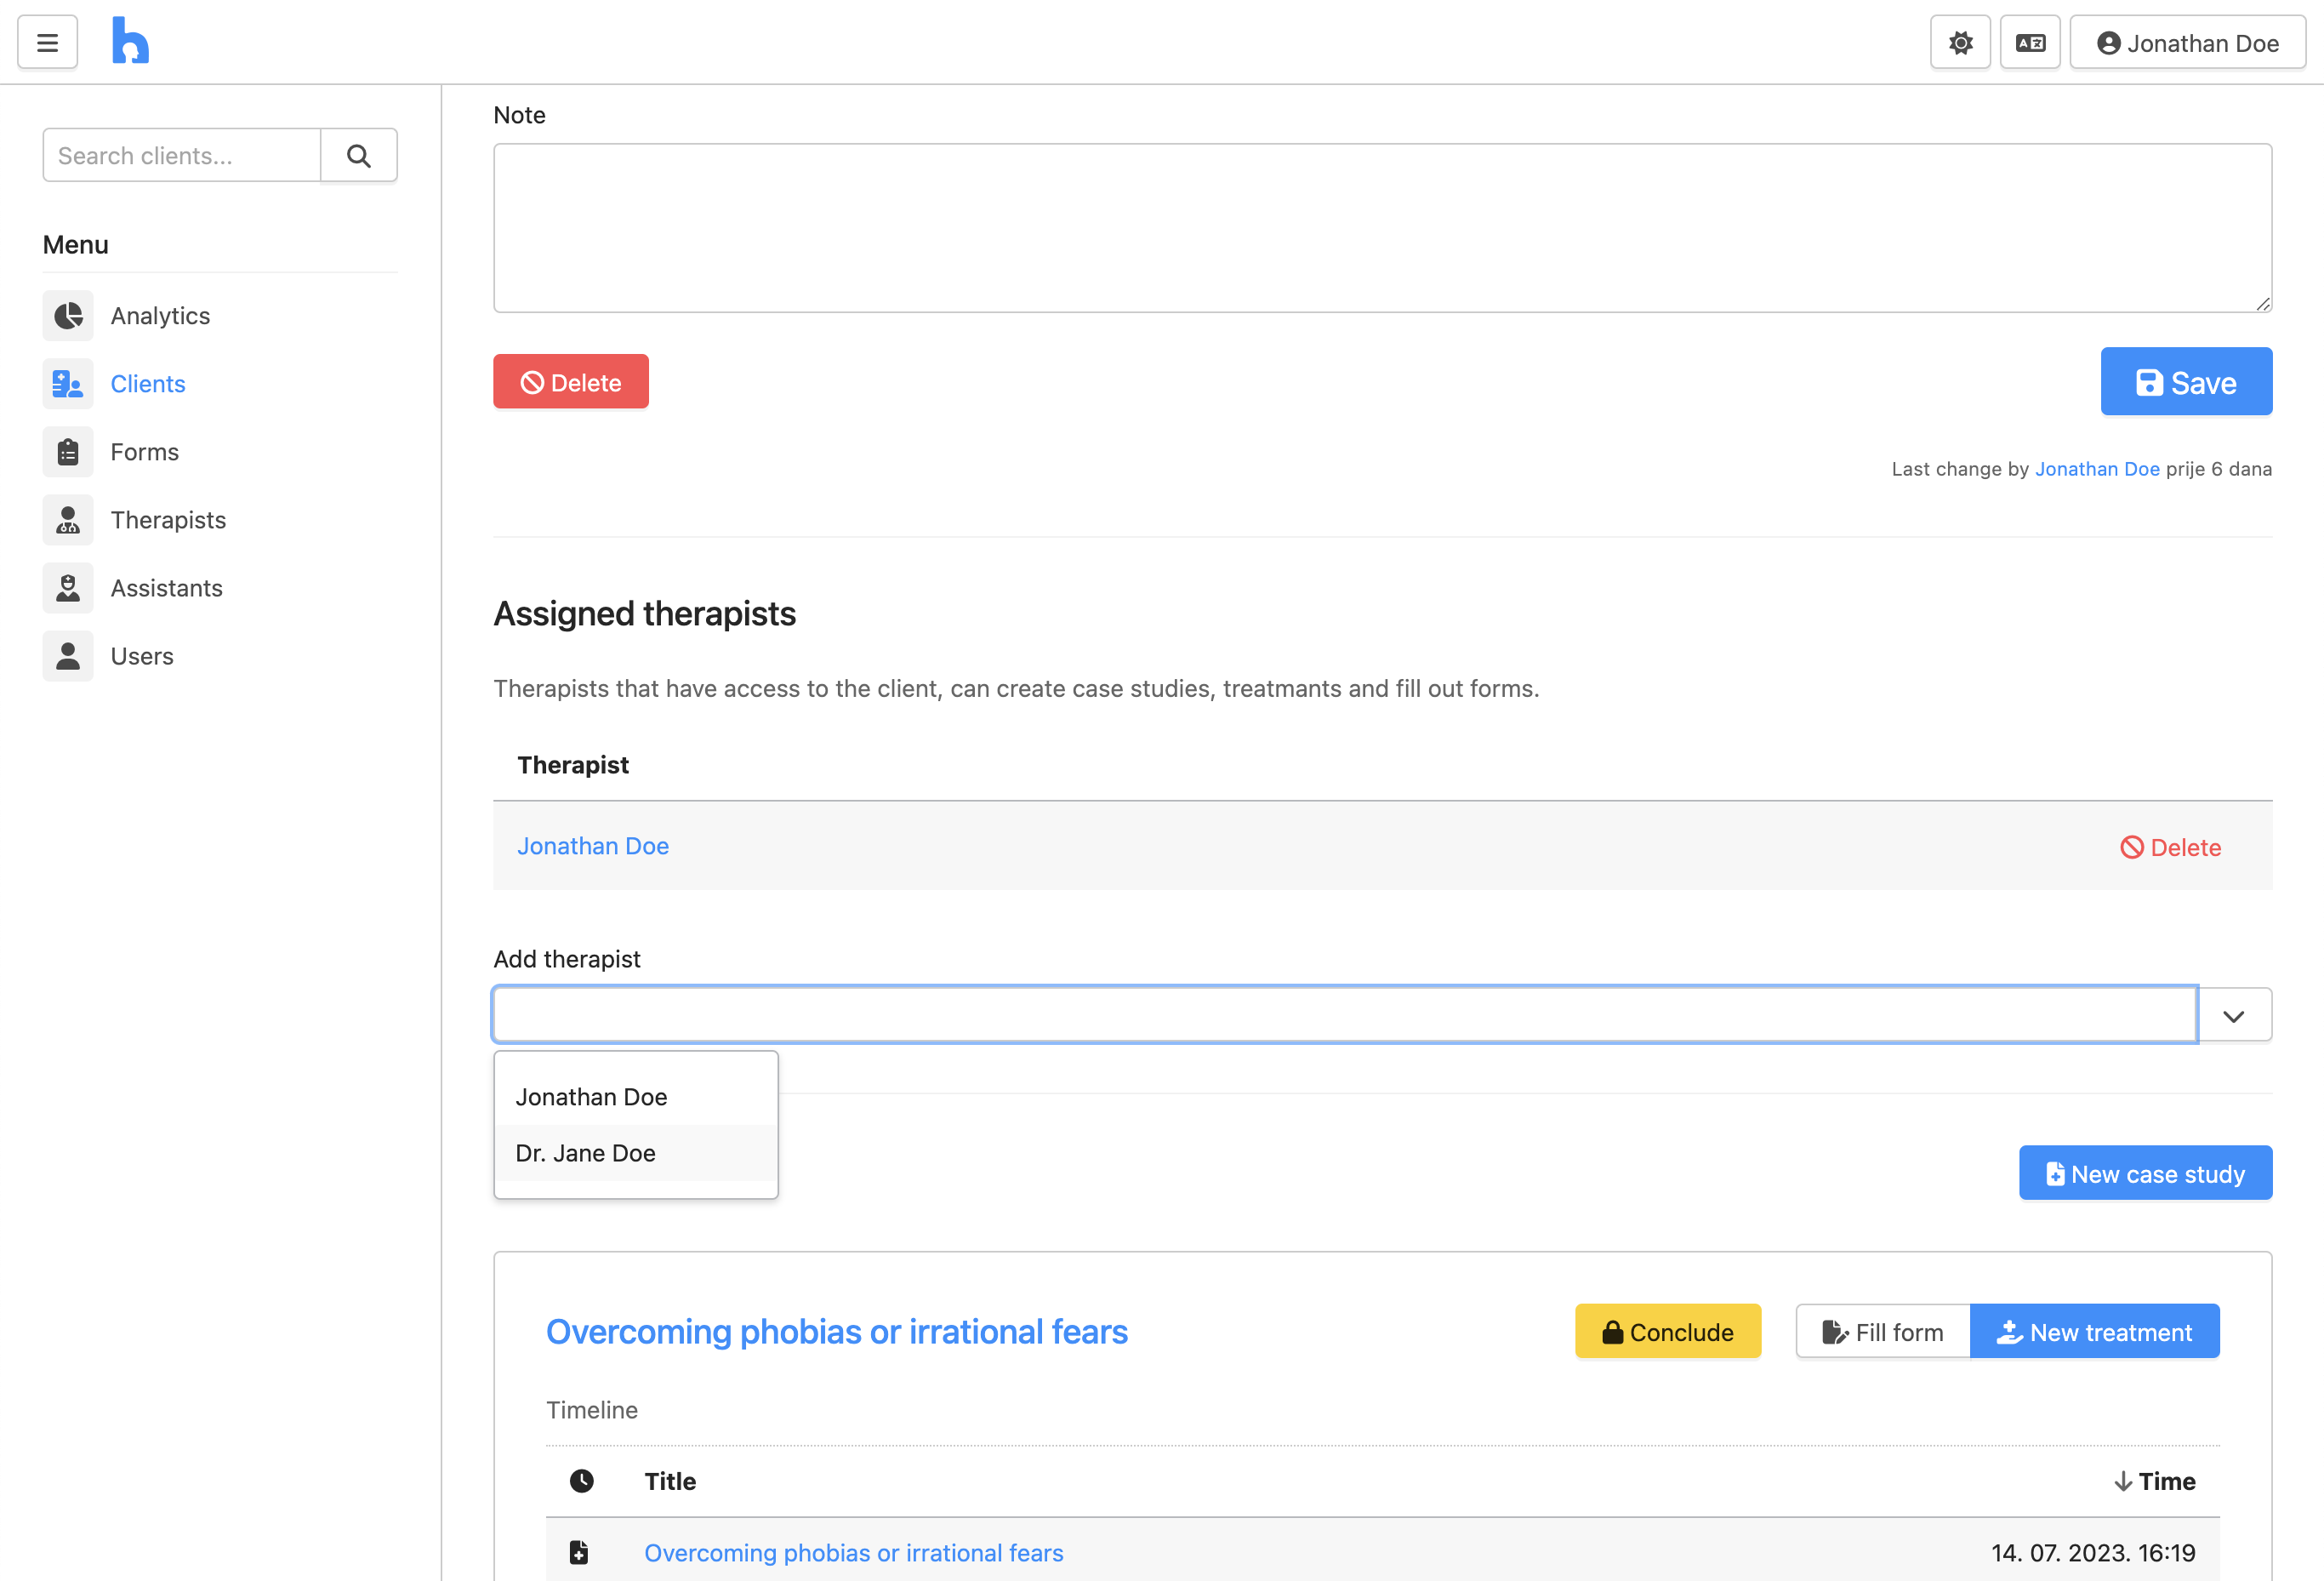 Jonathan Doe
Search clients...
Menu
Analytics
Clients
Forms
Therapists
Assistants
Users
Note
Delete
Save
Last change by Jonathan Doe prije 6 dana
Assigned therapists
Therapists that have access to the client, can create case studies, treatmants and fill out forms.
Therapist
Jonathan Doe Delete
Add therapist
Jonathan Doe
Dr. Jane Doe
New case study
Overcoming phobias or irrational fears
Conclude
Fill form
New treatment
Timeline
Title Time
Overcoming phobias or irrational fears 14. 07. 2023. 16:19